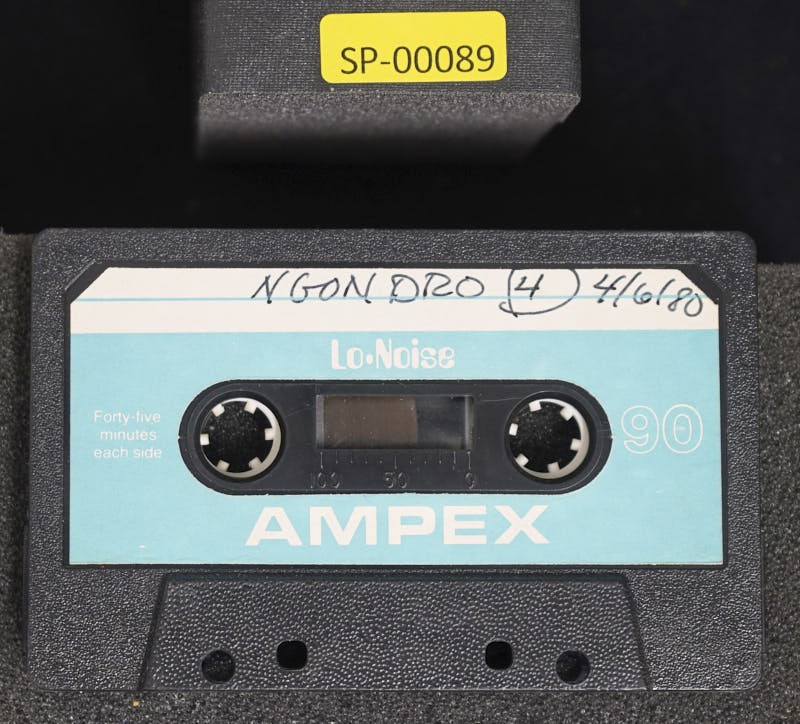 SP-00089
NGONDRO 4 4/6/80
Lo•Noise
Forty-five
minutes
each side
90
100 50 0
AMPEX